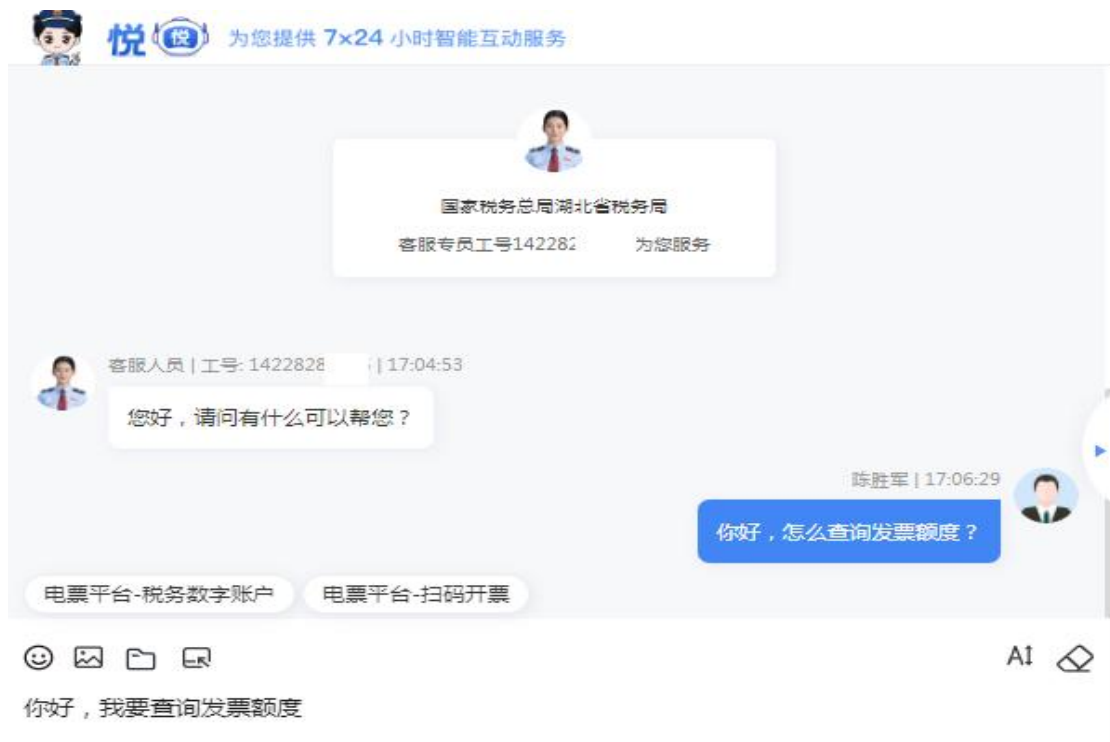 悦 悦 为您提供 7×24 小时智能互动服务
国家税务总局湖北省税务局
客服专员工号142282 为您服务
客服人员 | 工号: 1422828 | 17:04:53
您好，请问有什么可以帮您？
陈胜军 | 17:06:29
你好，怎么查询发票额度？
电票平台-税务数字账户 电票平台-扫码开票
AI
你好，我要查询发票额度